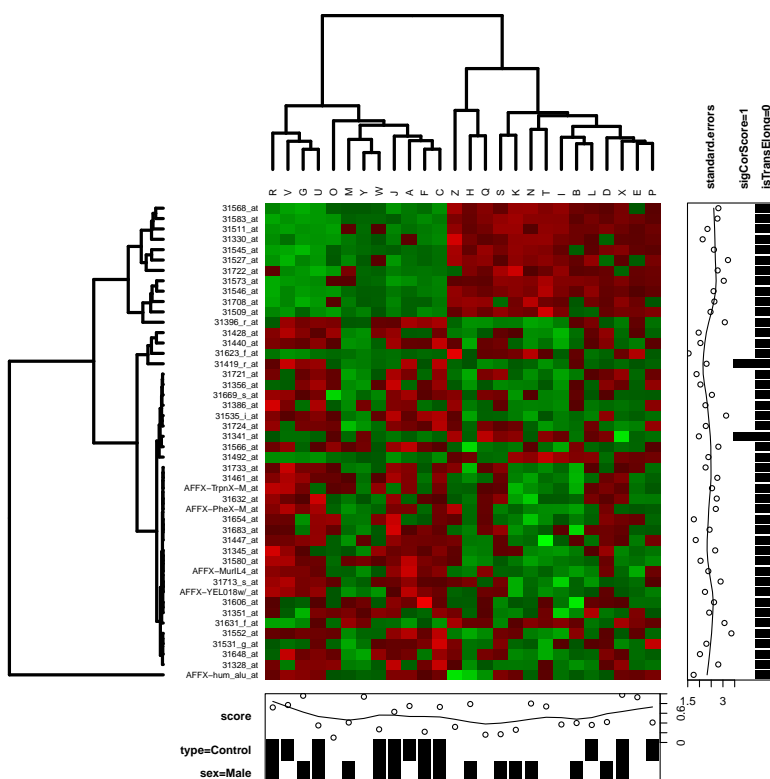 standard.errors
sigCorScore=1
isTransElong=0
R V G U O M Y W J A F C Z H Q S K N T I B L D X E P
31568_at
31583_at
31511_at
31330_at
31545_at
31527_at
31722_at
31573_at
31546_at
31708_at
31509_at
31396_r_at
31428_at
31440_at
31623_f_at
31419_r_at
31721_at
31356_at
31669_s_at
31386_at
31535_i_at
31724_at
31341_at
31566_at
31492_at
31733_at
31461_at
AFFX−TrpnX−M_at
31632_at
AFFX−PheX−M_at
31654_at
31683_at
31447_at
31345_at
31580_at
AFFX−MurIL4_at
31713_s_at
AFFX−YEL018w/_at
31606_at
31351_at
31631_f_at
31552_at
31531_g_at
31648_at
31328_at
AFFX−hum_alu_at
1.5 3
score
0 0.6
type=Control
sex=Male